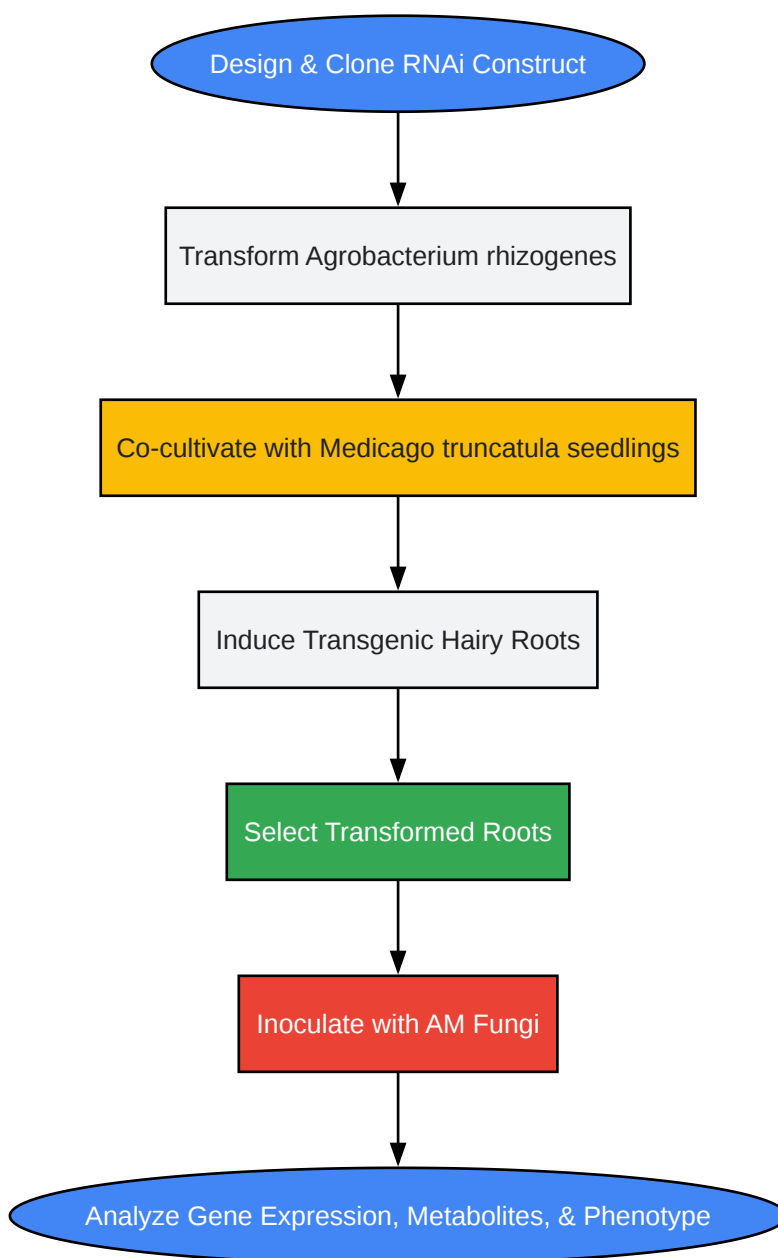 Design & Clone RNAi Construct
Transform Agrobacterium rhizogenes
Co-cultivate with Medicago truncatula seedlings
Induce Transgenic Hairy Roots
Select Transformed Roots
Inoculate with AM Fungi
Analyze Gene Expression, Metabolites, & Phenotype